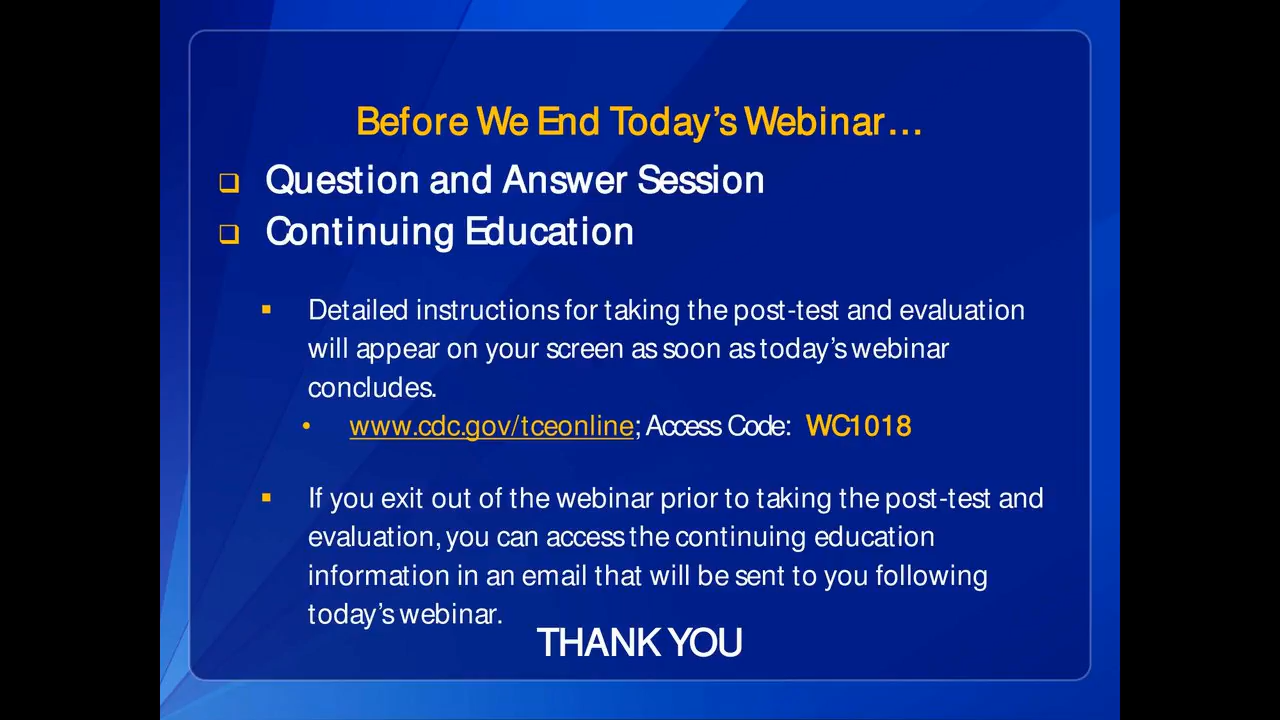 Before We End Today’s Webinar…
Question and Answer Session
Continuing Education
Detailed instructions for taking the post-test and evaluation
will appear on your screen as soon as today’s webinar
concludes.
www.cdc.gov/tceonline; Access Code: WC1018
If you exit out of the webinar prior to taking the post-test and
evaluation, you can access the continuing education
information in an email that will be sent to you following
today’s webinar.
THANK YOU